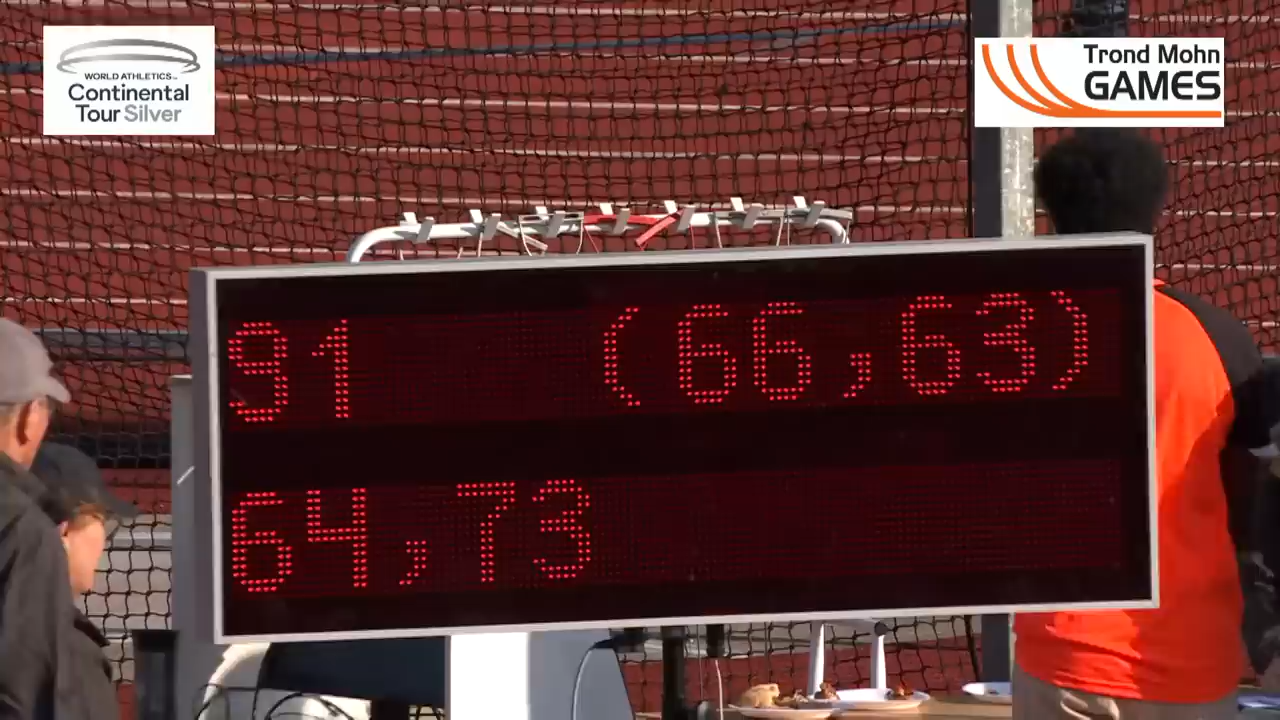 WORLD ATHLETICS
Continental
Tour Silver
Trond Mohn
GAMES
91 (66,63)
64,73